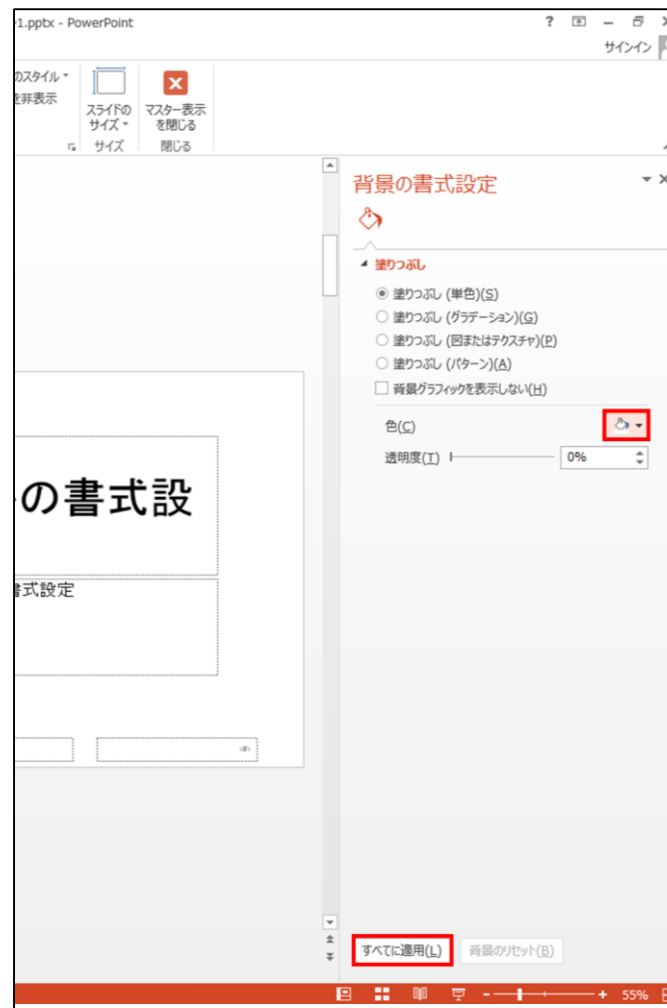 v1.pptx - PowerPoint
?
サインイン
のスタイル
を非表示
スライドの
サイズ
マスター表示
を閉じる
サイズ
閉じる
背景の書式設定
塗りつぶし
塗りつぶし (単色)(S)
塗りつぶし (グラデーション)(G)
塗りつぶし (図またはテクスチャ)(P)
塗りつぶし (パターン)(A)
背景グラフィックを表示しない(H)
色(C)
透明度(T)
0%
の書式設
書式設定
‹#›
すべてに適用(L)
背景のリセット(B)
55%